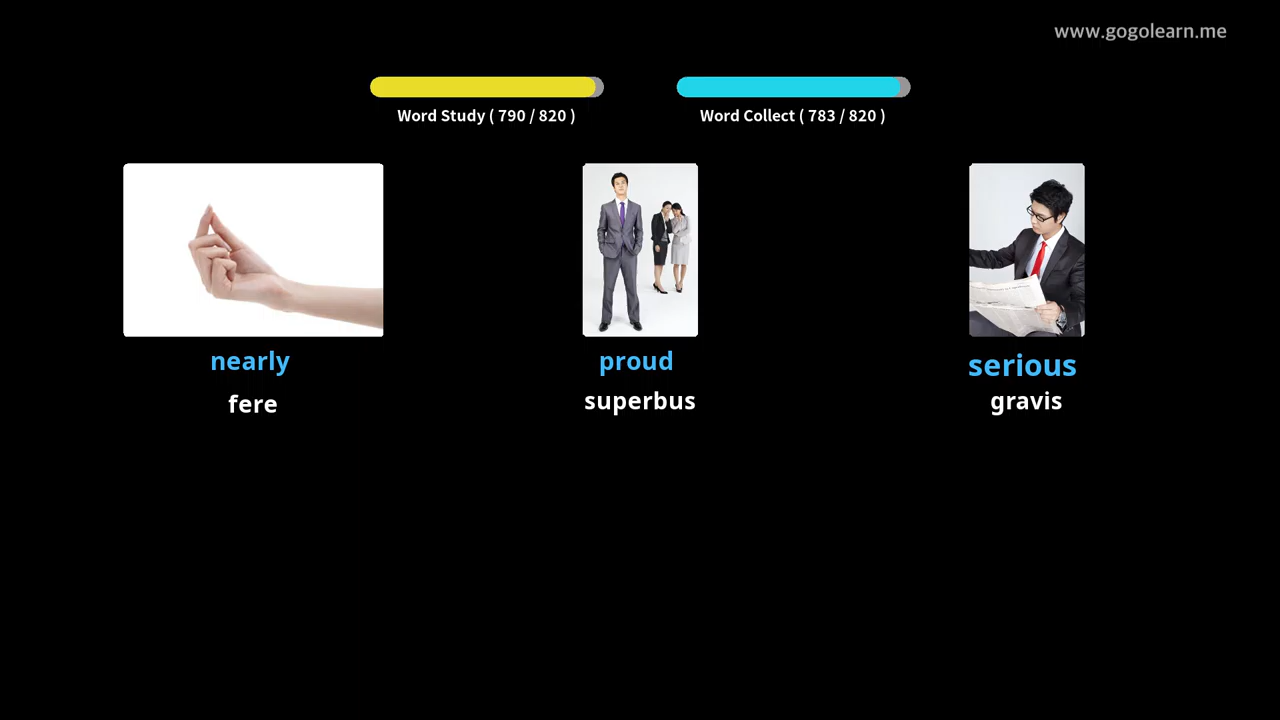 www.gogolearn.me
Word Study ( 790 / 820 )
Word Collect ( 783 / 820 )
nearly
fere
proud
superbus
serious
gravis